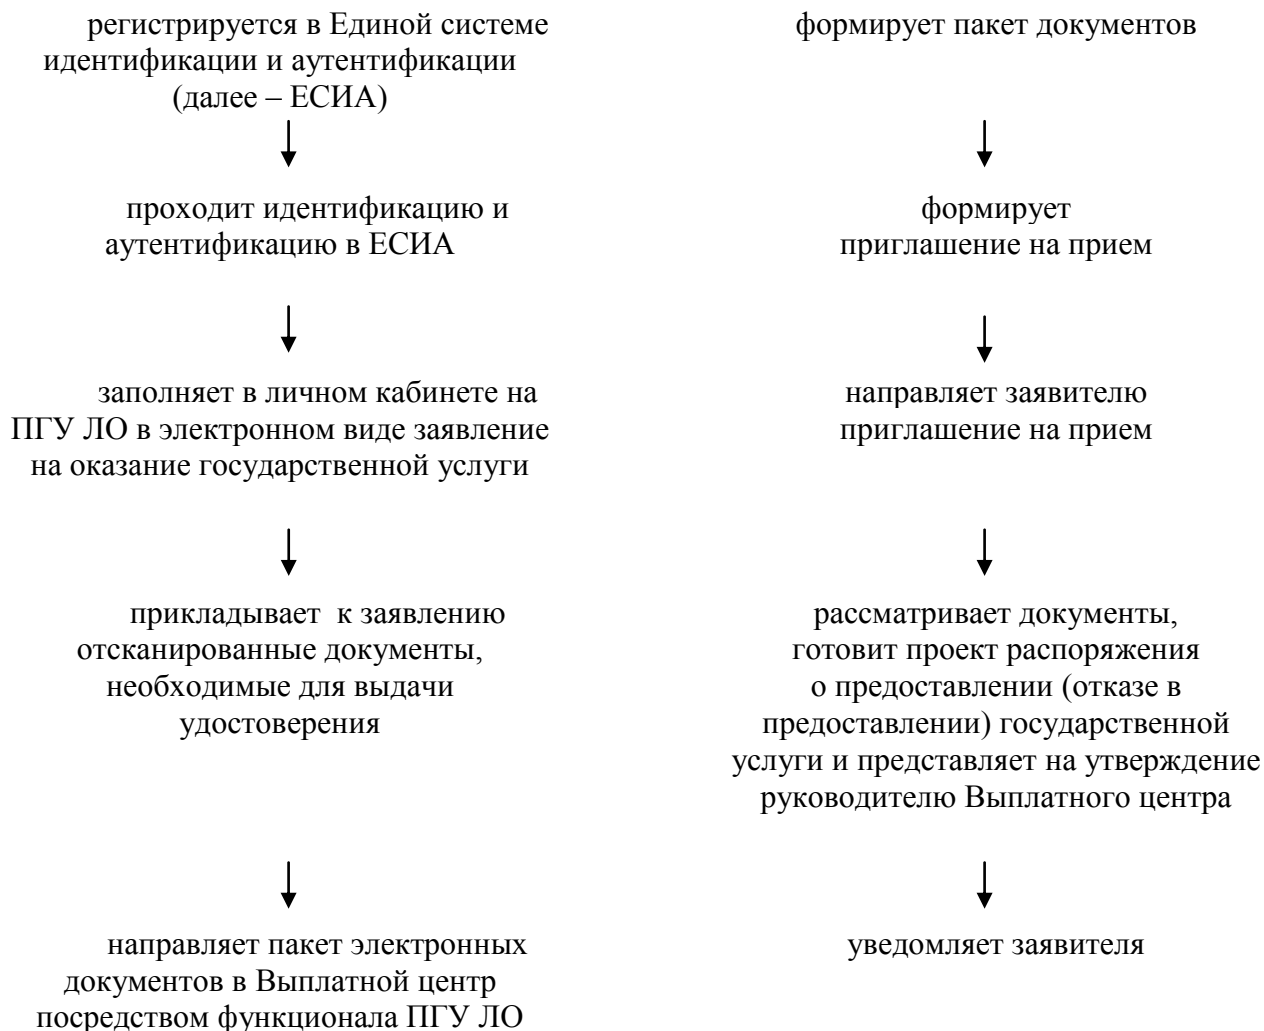 регистрируется в Единой системе
идентификации и аутентификации
(далее – ЕСИА)
проходит идентификацию и
аутентификацию в ЕСИА
заполняет в личном кабинете на
ПГУ ЛО в электронном виде заявление
на оказание государственной услуги
прикладывает  к заявлению
отсканированные документы,
необходимые для выдачи
удостоверения
направляет пакет электронных
документов в Выплатной центр
посредством функционала ПГУ ЛО
формирует пакет документов
формирует
приглашение на прием
направляет заявителю
приглашение на прием
рассматривает документы,
готовит проект распоряжения
о предоставлении (отказе в
предоставлении) государственной
услуги и представляет на утверждение
руководителю Выплатного центра
уведомляет заявителя